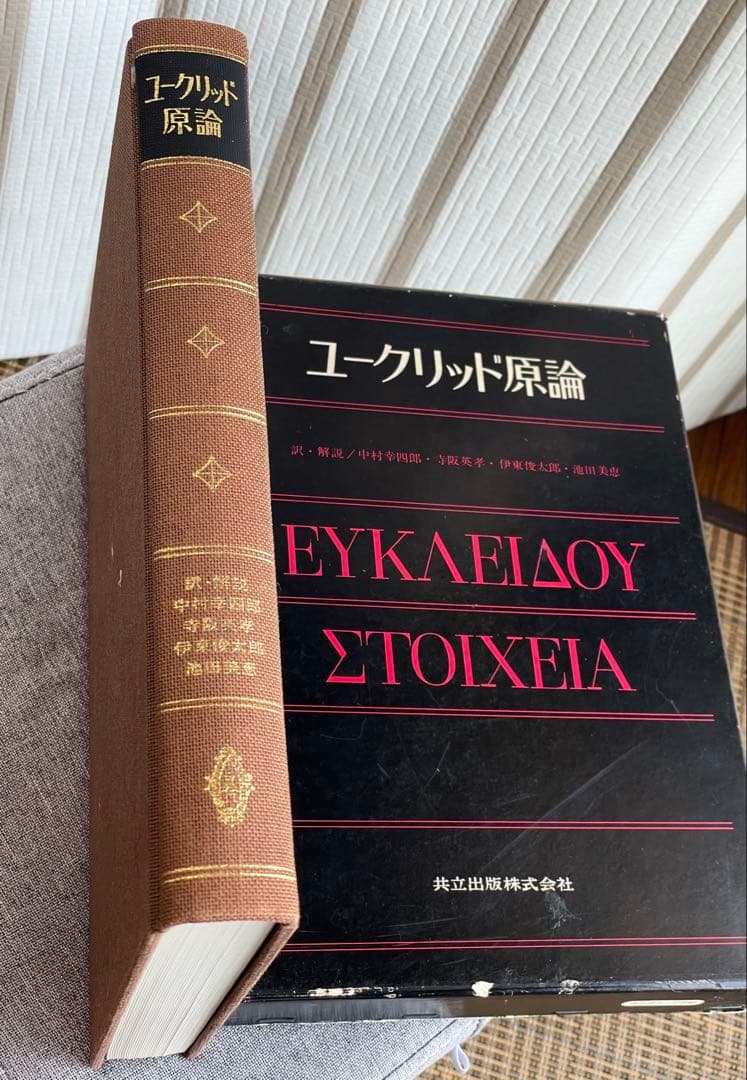 ユークリッド
原論
訳・解説
中村幸四郎
寺阪英孝
伊東俊太郎
池田美恵
ユークリッド原論
訳・解説/中村幸四郎・寺阪英孝・伊東俊太郎・池田美恵
ΕΥΚΛΕΙΔΟΥ
ΣΤΟΙΧΕΙΑ
共立出版株式会社